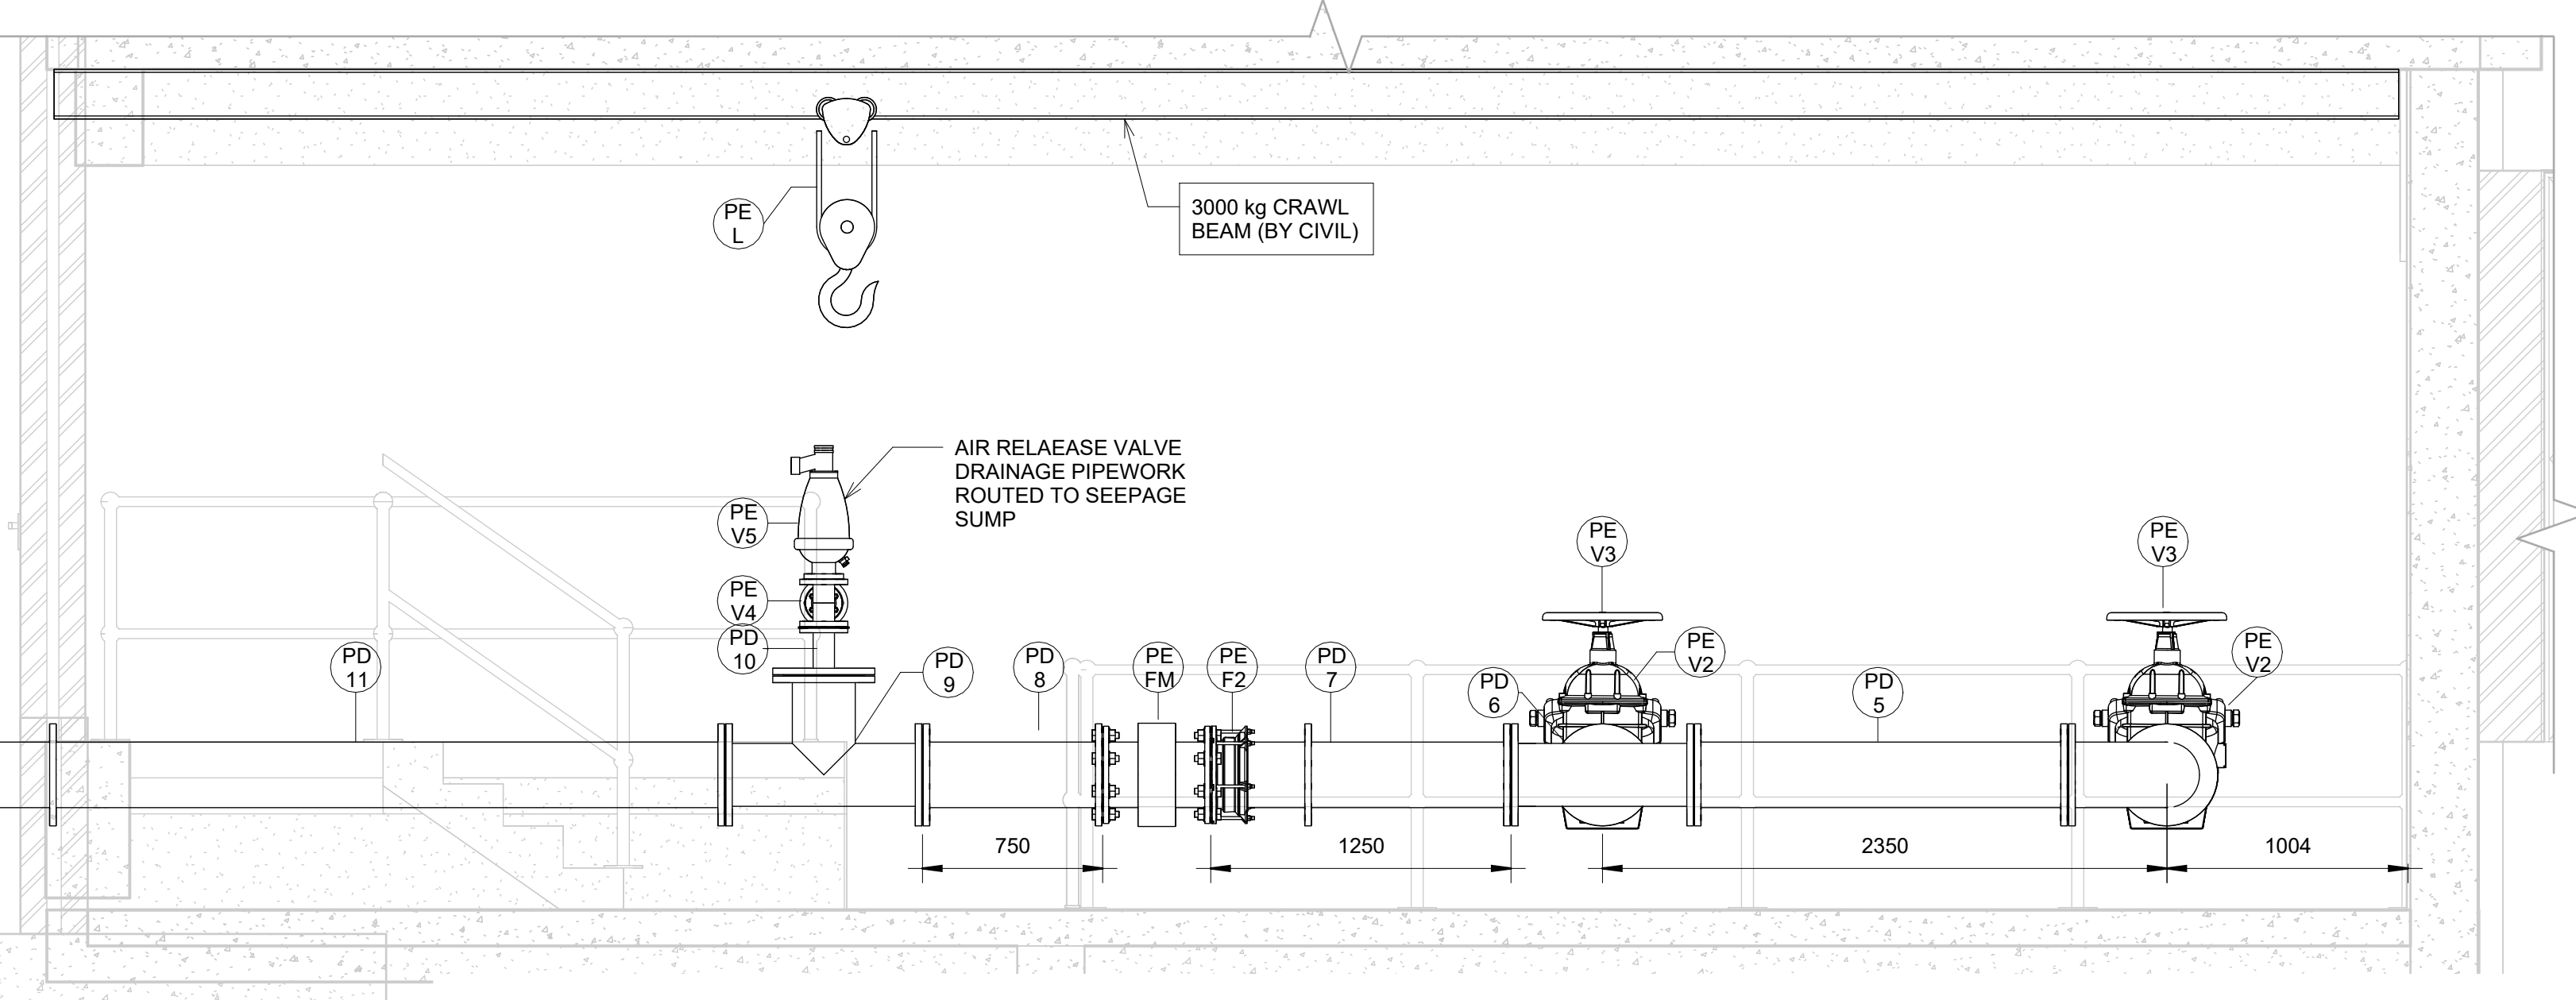 PE
L
3000 kg CRAWL
BEAM (BY CIVIL)
AIR RELAEASE VALVE
DRAINAGE PIPEWORK
ROUTED TO SEEPAGE
SUMP
PE
V5
PE
V4
PD
10
PD
11
PD
9
PD
8
PE
FM
PE
F2
PD
7
PE
V3
PE
V2
PD
6
PD
5
PE
V3
PE
V2
750
1250
2350
1004